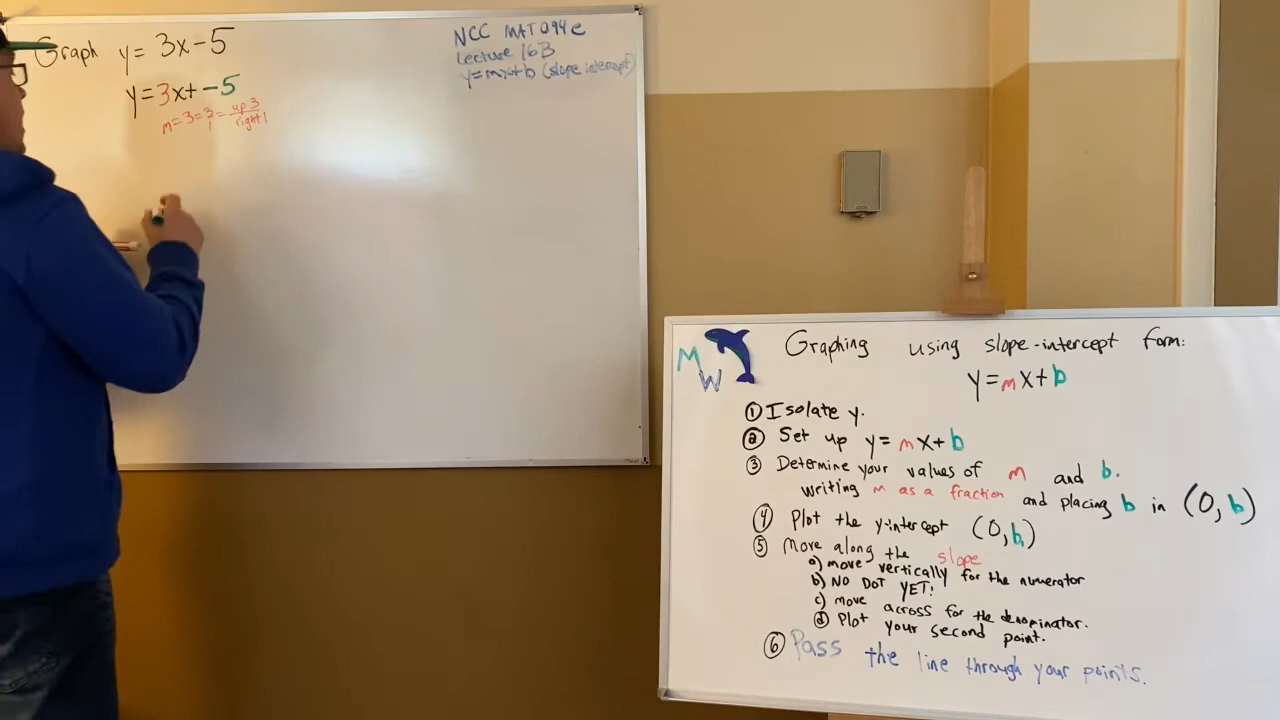 Graph y = 3x-5
y=3x+-5
m=3=3/1=up 3/right 1
NCC MAT094e
Lecture 16B
y=mx+b (slope intercept)
MW
Graphing using slope-intercept form:
y=mx+b
① Isolate y.
② Set up y=mx+b
③ Determine your values of m and b.
writing m as a fraction and placing b in (0,b)
④ Plot the y-intercept (0,b)
⑤ Move along the slope
a) move vertically for the numerator
b) NO DOT YET!
c) move across for the denominator.
d) Plot your second point.
⑥ Pass the line through your points.